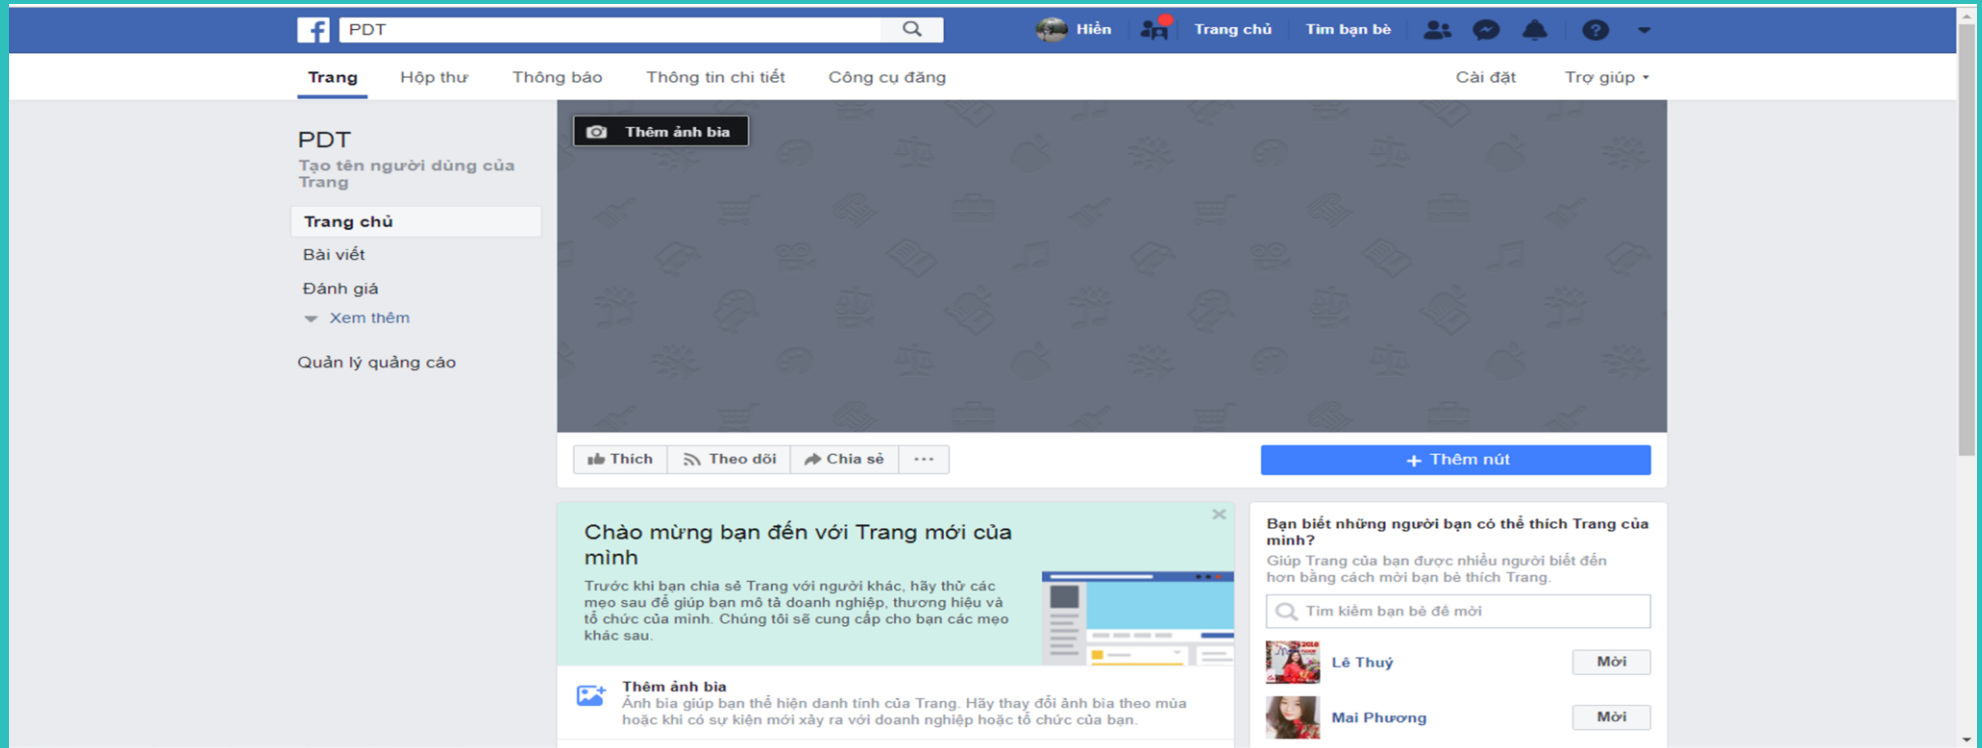 f PDT
Hiền Trang chủ Tìm bạn bè
Trang Hộp thư Thông báo Thông tin chi tiết Công cụ đăng Cài đặt Trợ giúp
PDT
Tạo tên người dùng của
Trang
Trang chủ
Bài viết
Đánh giá
Xem thêm
Quản lý quảng cáo
Thêm ảnh bìa
Thích Theo dõi Chia sẻ ...
+ Thêm nút
Chào mừng bạn đến với Trang mới của
mình
Trước khi bạn chia sẻ Trang với người khác, hãy thử các
mẹo sau để giúp bạn mô tả doanh nghiệp, thương hiệu và
tổ chức của mình. Chúng tôi sẽ cung cấp cho bạn các mẹo
khác sau.
Thêm ảnh bìa
Ảnh bìa giúp bạn thể hiện danh tính của Trang. Hãy thay đổi ảnh bìa theo mùa
hoặc khi có sự kiện mới xảy ra với doanh nghiệp hoặc tổ chức của bạn.
Bạn biết những người bạn có thể thích Trang của
mình?
Giúp Trang của bạn được nhiều người biết đến
hơn bằng cách mời bạn bè thích Trang.
Tìm kiếm bạn bè để mời
Lê Thuý Mời
Mai Phương Mời